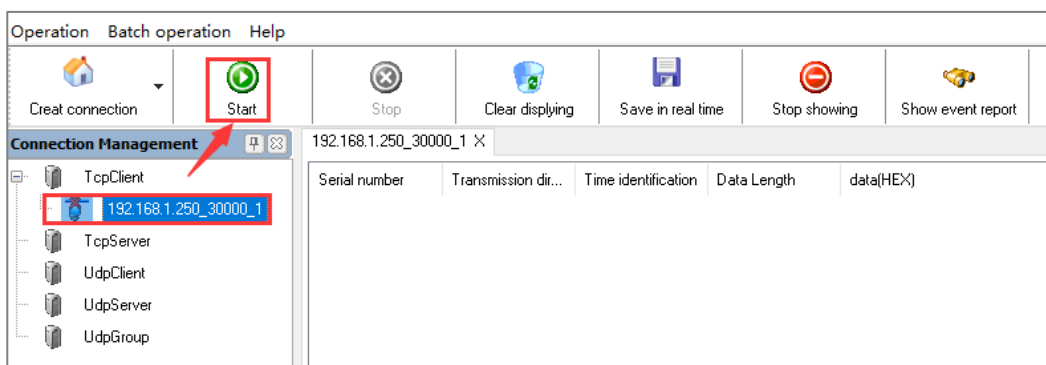 Operation Batch operation Help
Creat connection Start Stop Clear displying Save in real time Stop showing Show event report
Connection Management 192.168.1.250_30000_1 X
Serial number Transmission dir... Time identification Data Length data(HEX)
TcpClient
192.168.1.250_30000_1
TcpServer
UdpClient
UdpServer
UdpGroup